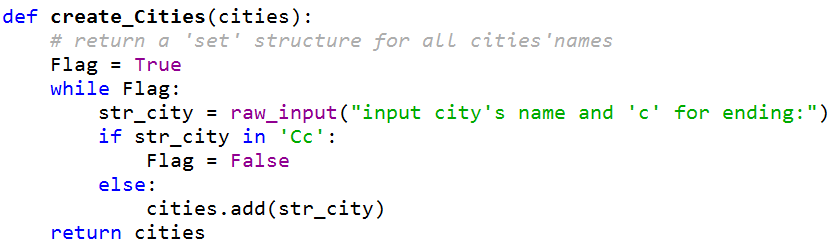 def create_Cities(cities):
    # return a 'set' structure for all cities'names
    Flag = True
    while Flag:
        str_city = raw_input("input city's name and 'c' for ending:")
        if str_city in 'Cc':
            Flag = False
        else:
            cities.add(str_city)
    return cities